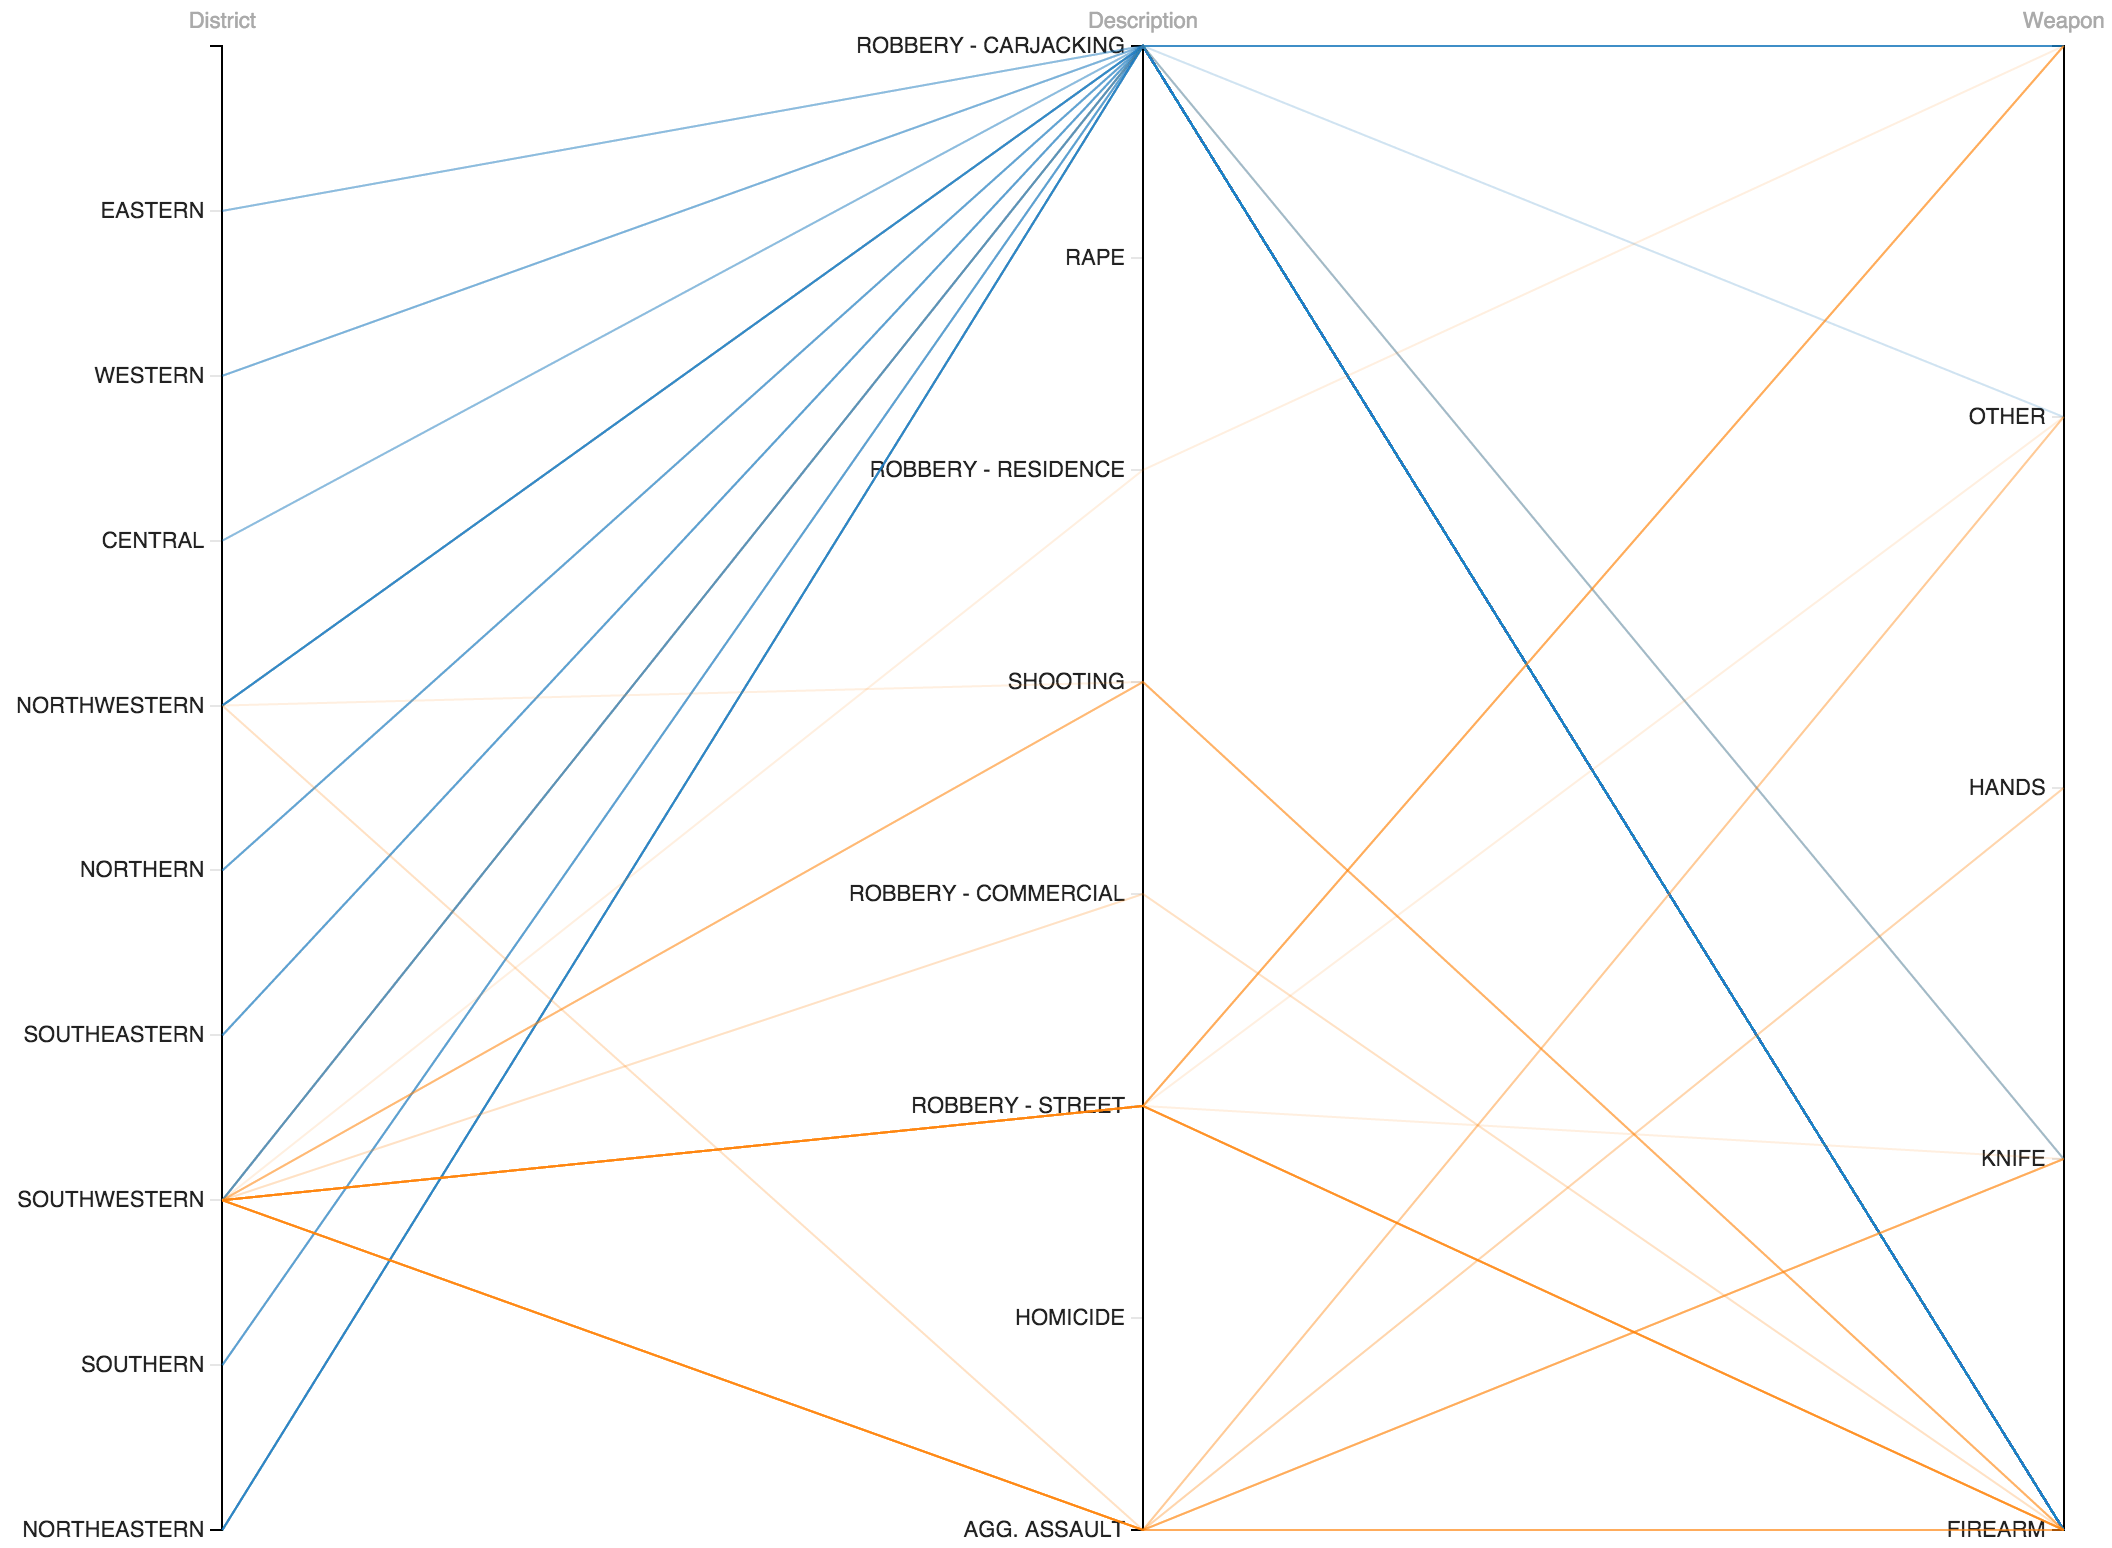 District
Description
Weapon
ROBBERY - CARJACKING
EASTERN
RAPE
WESTERN
OTHER
ROBBERY - RESIDENCE
CENTRAL
SHOOTING
NORTHWESTERN
HANDS
NORTHERN
ROBBERY - COMMERCIAL
SOUTHEASTERN
ROBBERY - STREET
KNIFE
SOUTHWESTERN
HOMICIDE
SOUTHERN
NORTHEASTERN
AGG. ASSAULT
FIREARM